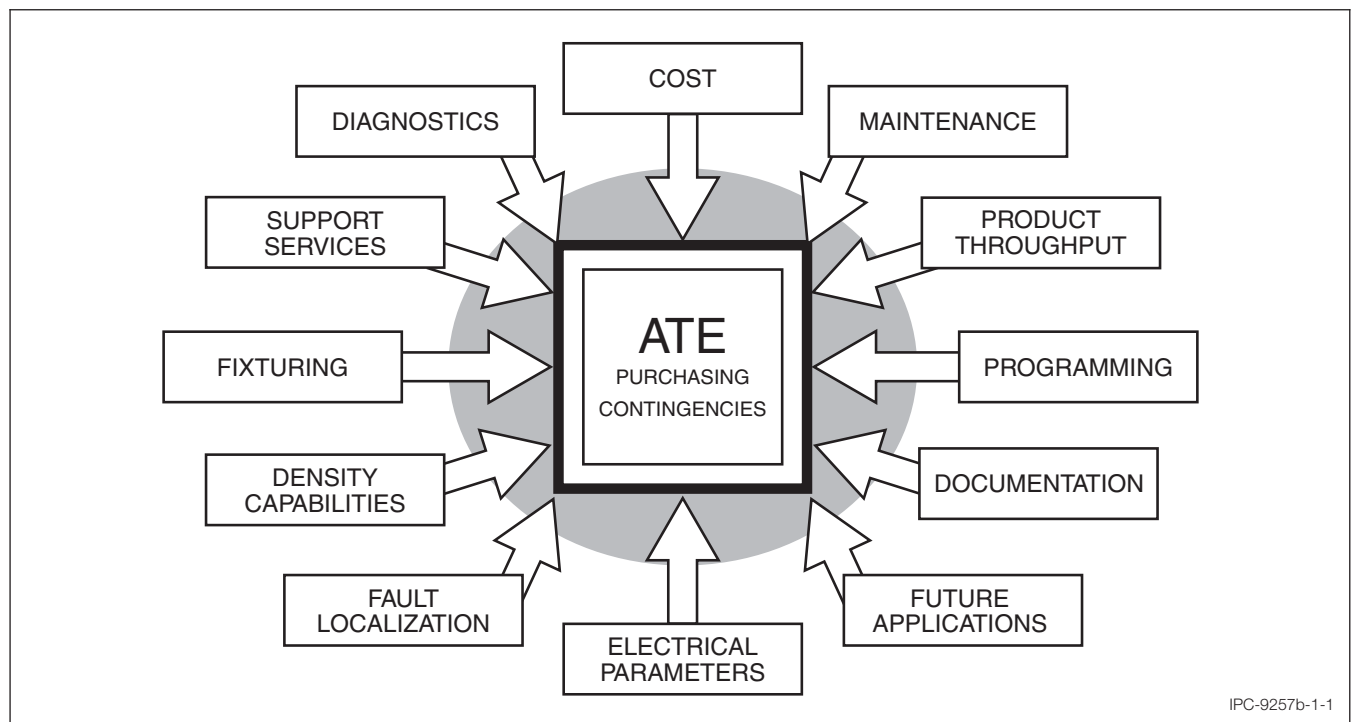 COST
DIAGNOSTICS
MAINTENANCE
SUPPORT
SERVICES
PRODUCT
THROUGHPUT
ATE
PURCHASING
CONTINGENCIES
FIXTURING
PROGRAMMING
DENSITY
CAPABILITIES
DOCUMENTATION
FAULT
LOCALIZATION
FUTURE
APPLICATIONS
ELECTRICAL
PARAMETERS
IPC-9257b-1-1